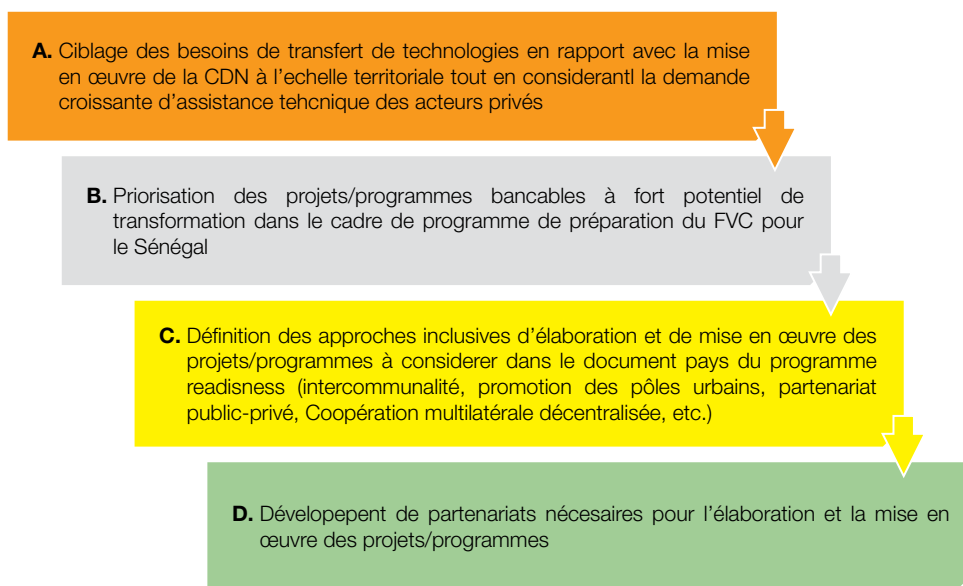 A. Ciblage des besoins de transfert de technologies en rapport avec la mise
en œuvre de la CDN à l'echelle territoriale tout en considerantl la demande
croissante d'assistance tehcnique des acteurs privés
B. Priorisation des projets/programmes bancables à fort potentiel de
transformation dans le cadre de programme de préparation du FVC pour
le Sénégal
C. Définition des approches inclusives d'élaboration et de mise en œuvre des
projets/programmes à considerer dans le document pays du programme
readisness (intercommunalité, promotion des pôles urbains, partenariat
public-privé, Coopération multilatérale décentralisée, etc.)
D. Dévelopepent de partenariats nécesaires pour l'élaboration et la mise en
œuvre des projets/programmes